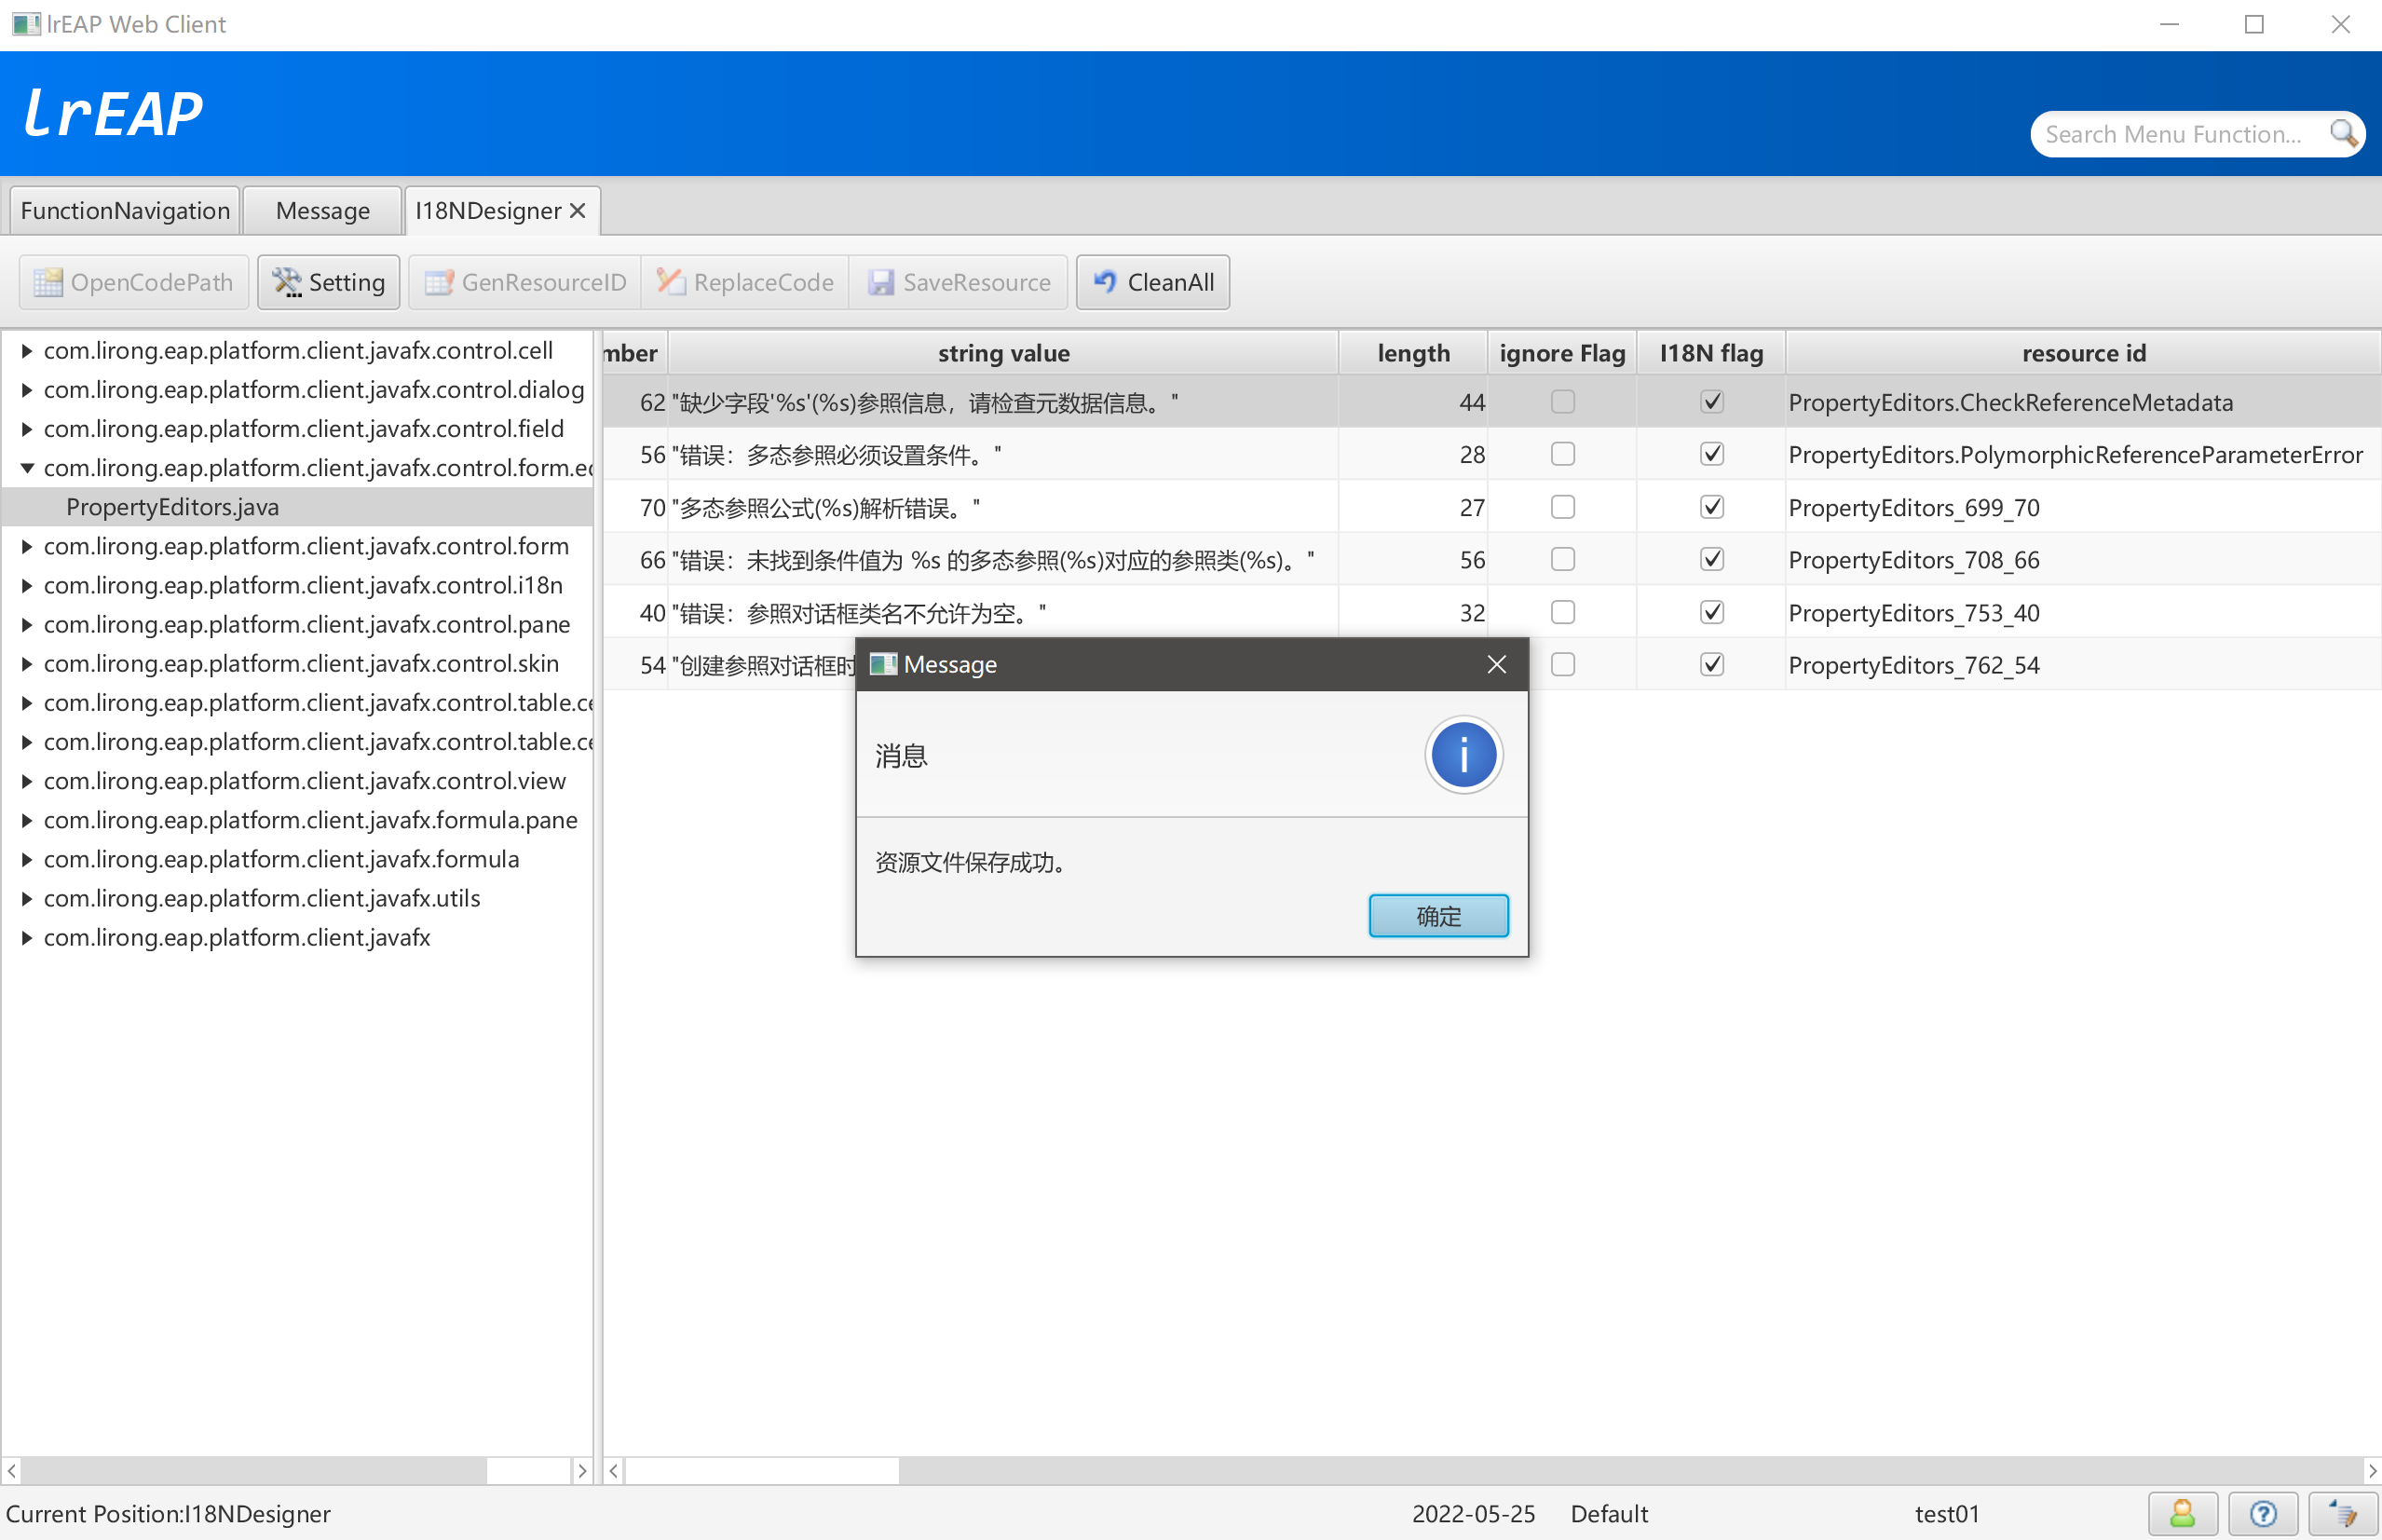 lrEAP Web Client
lrEAP
Search Menu Function...
FunctionNavigation Message I18NDesigner
OpenCodePath Setting GenResourceID ReplaceCode SaveResource CleanAll
com.lirong.eap.platform.client.javafx.control.cell
com.lirong.eap.platform.client.javafx.control.dialog
com.lirong.eap.platform.client.javafx.control.field
com.lirong.eap.platform.client.javafx.control.form.ec
PropertyEditors.java
com.lirong.eap.platform.client.javafx.control.form
com.lirong.eap.platform.client.javafx.control.i18n
com.lirong.eap.platform.client.javafx.control.pane
com.lirong.eap.platform.client.javafx.control.skin
com.lirong.eap.platform.client.javafx.control.table.ce
com.lirong.eap.platform.client.javafx.control.table.ce
com.lirong.eap.platform.client.javafx.control.view
com.lirong.eap.platform.client.javafx.formula.pane
com.lirong.eap.platform.client.javafx.formula
com.lirong.eap.platform.client.javafx.utils
com.lirong.eap.platform.client.javafx
mber string value length ignore Flag I18N flag resource id
62 "缺少字段'%s'(%s)参照信息，请检查元数据信息。" 44 PropertyEditors.CheckReferenceMetadata
56 "错误：多态参照必须设置条件。" 28 PropertyEditors.PolymorphicReferenceParameterError
70 "多态参照公式(%s)解析错误。" 27 PropertyEditors_699_70
66 "错误：未找到条件值为 %s 的多态参照(%s)对应的参照类(%s)。" 56 PropertyEditors_708_66
40 "错误：参照对话框类名不允许为空。" 32 PropertyEditors_753_40
54 "创建参照对话框时 PropertyEditors_762_54
Message
消息
资源文件保存成功。
确定
Current Position:I18NDesigner 2022-05-25 Default test01